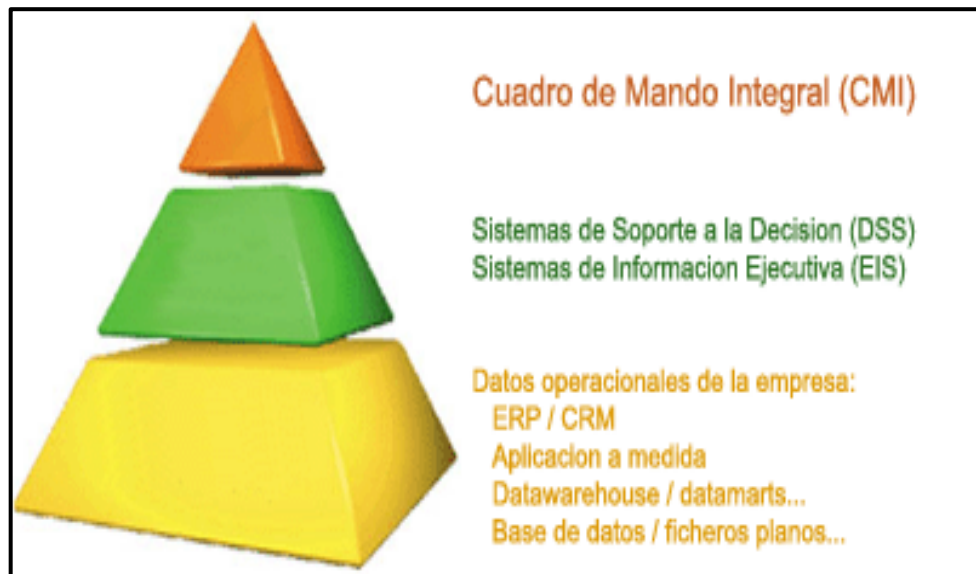 Cuadro de Mando Integral (CMI)
Sistemas de Soporte a la Decision (DSS)
Sistemas de Informacion Ejecutiva (EIS)
Datos operacionales de la empresa:
ERP / CRM
Aplicacion a medida
Datawarehouse / datamarts...
Base de datos / ficheros planos...